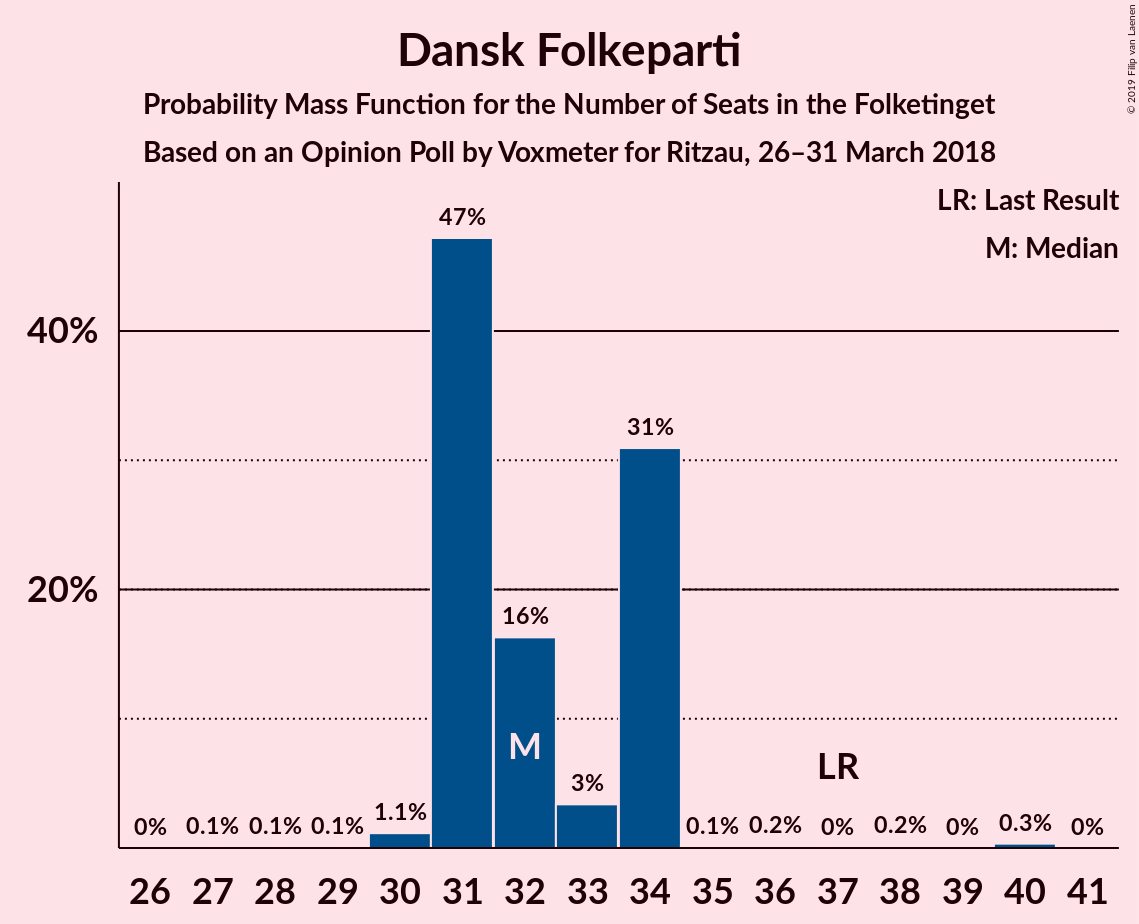 Dansk Folkeparti
Probability Mass Function for the Number of Seats in the Folketinget
Based on an Opinion Poll by Voxmeter for Ritzau, 26–31 March 2018
© 2019 Filip van Laenen
LR: Last Result
M: Median
40%
20%
0%
0.1%
0.1%
0.1%
1.1%
47%
16%
3%
31%
0.1%
0.2%
0%
0.2%
0%
0.3%
0%
M
LR
26 27 28 29 30 31 32 33 34 35 36 37 38 39 40 41